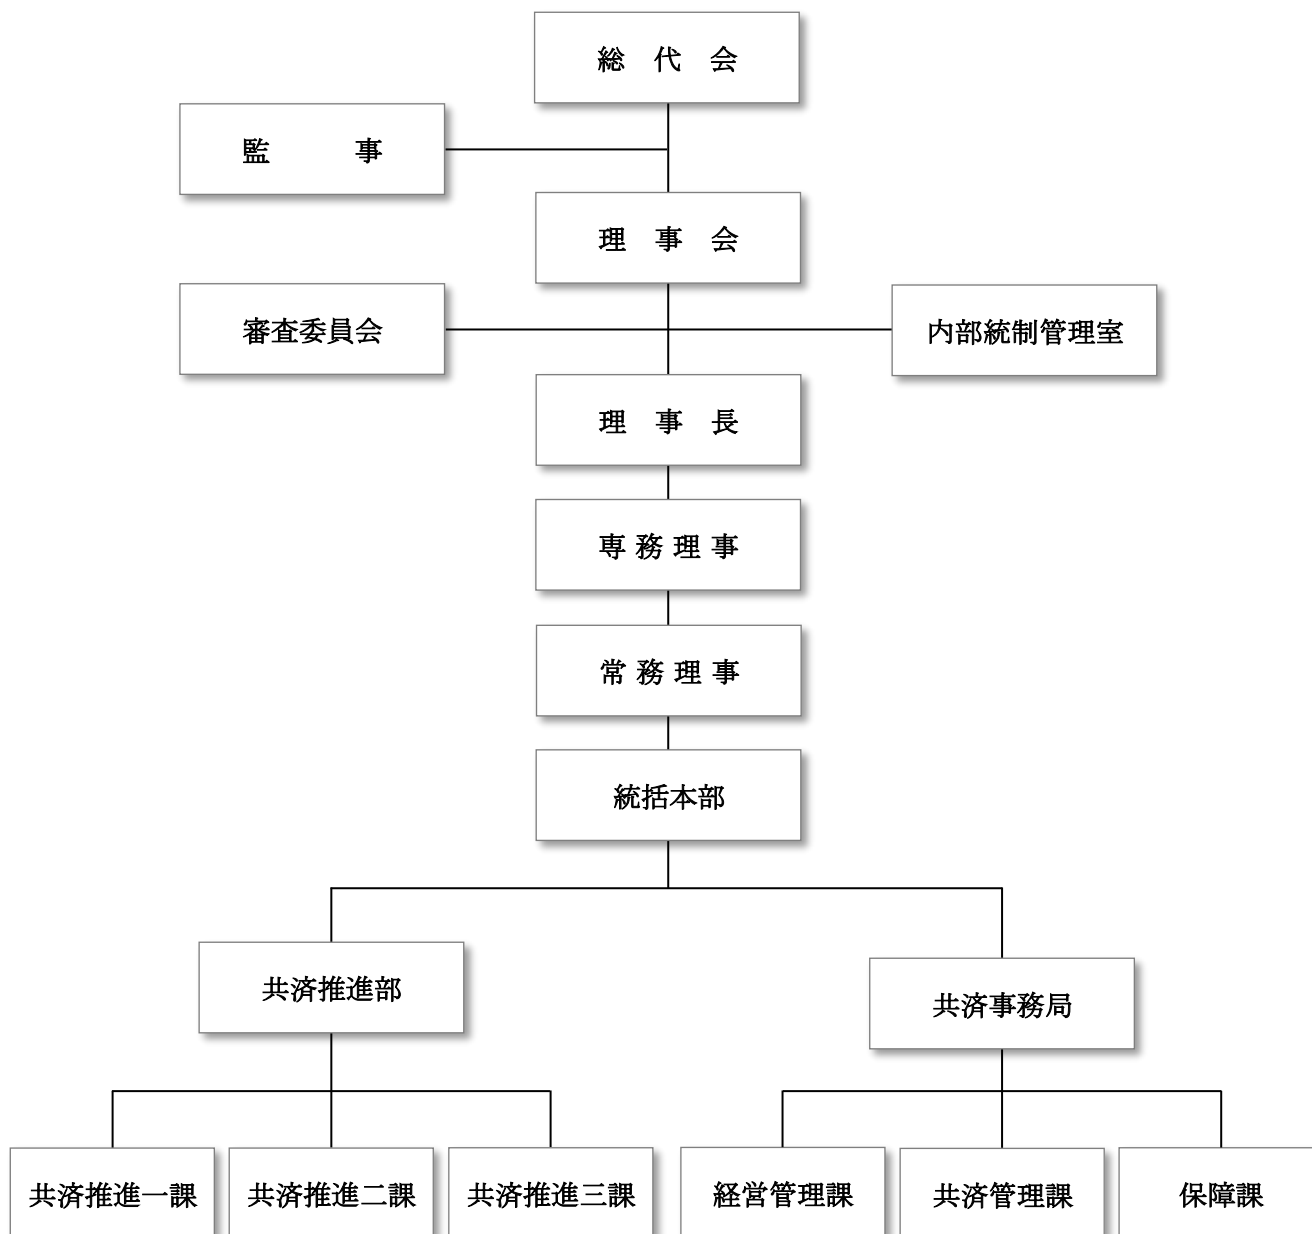 総　代　会
監　　　事
理　事　会
審査委員会
内部統制管理室
理　事　長
専 務 理 事
常 務 理 事
統括本部
共済推進部
共済事務局
共済推進一課
共済推進二課
共済推進三課
経営管理課
共済管理課
保障課